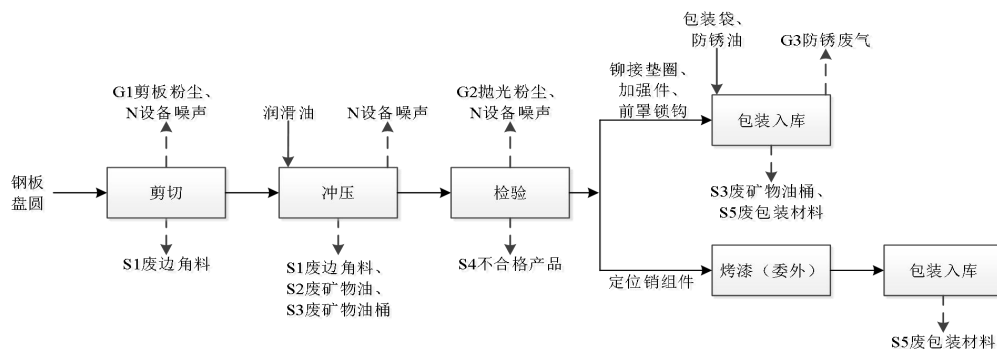 包装袋、
防锈油
G3防锈废气
G1剪板粉尘、
N设备噪声
润滑油
N设备噪声
G2抛光粉尘、
N设备噪声
铆接垫圈、
加强件、
前罩锁钩
包装入库
钢板
盘圆
剪切
冲压
检验
S3废矿物油桶、
S5废包装材料
S1废边角料
S1废边角料、
S2废矿物油、
S3废矿物油桶
S4不合格产品
定位销组件
烤漆（委外）
包装入库
S5废包装材料